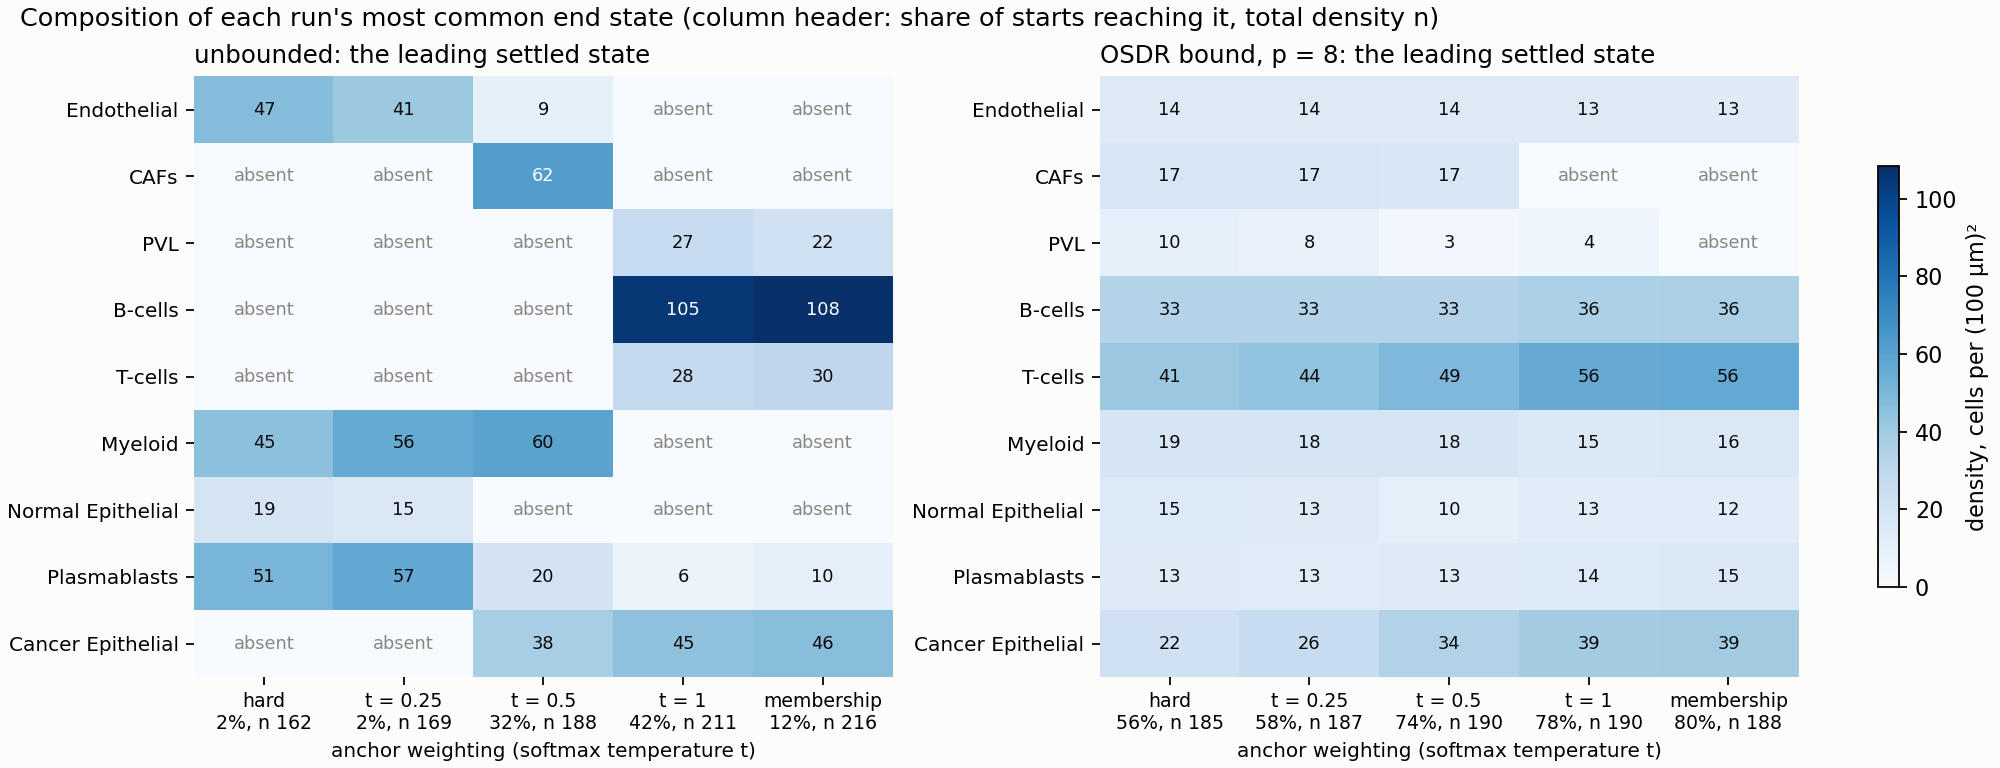 Composition of each run's most common end state (column header: share of starts reaching it, total density n)
unbounded: the leading settled state
Endothelial 47 41 9 absent absent
CAFs absent absent 62 absent absent
PVL absent absent absent 27 22
B-cells absent absent absent 105 108
T-cells absent absent absent 28 30
Myeloid 45 56 60 absent absent
Normal Epithelial 19 15 absent absent absent
Plasmablasts 51 57 20 6 10
Cancer Epithelial absent absent 38 45 46
hard t = 0.25 t = 0.5 t = 1 membership
2%, n 162 2%, n 169 32%, n 188 42%, n 211 12%, n 216
anchor weighting (softmax temperature t)
OSDR bound, p = 8: the leading settled state
Endothelial 14 14 14 13 13
CAFs 17 17 17 absent absent
PVL 10 8 3 4 absent
B-cells 33 33 33 36 36
T-cells 41 44 49 56 56
Myeloid 19 18 18 15 16
Normal Epithelial 15 13 10 13 12
Plasmablasts 13 13 13 14 15
Cancer Epithelial 22 26 34 39 39
hard t = 0.25 t = 0.5 t = 1 membership
56%, n 185 58%, n 187 74%, n 190 78%, n 190 80%, n 188
anchor weighting (softmax temperature t)
100
80
60
40
20
0
density, cells per (100 µm)²